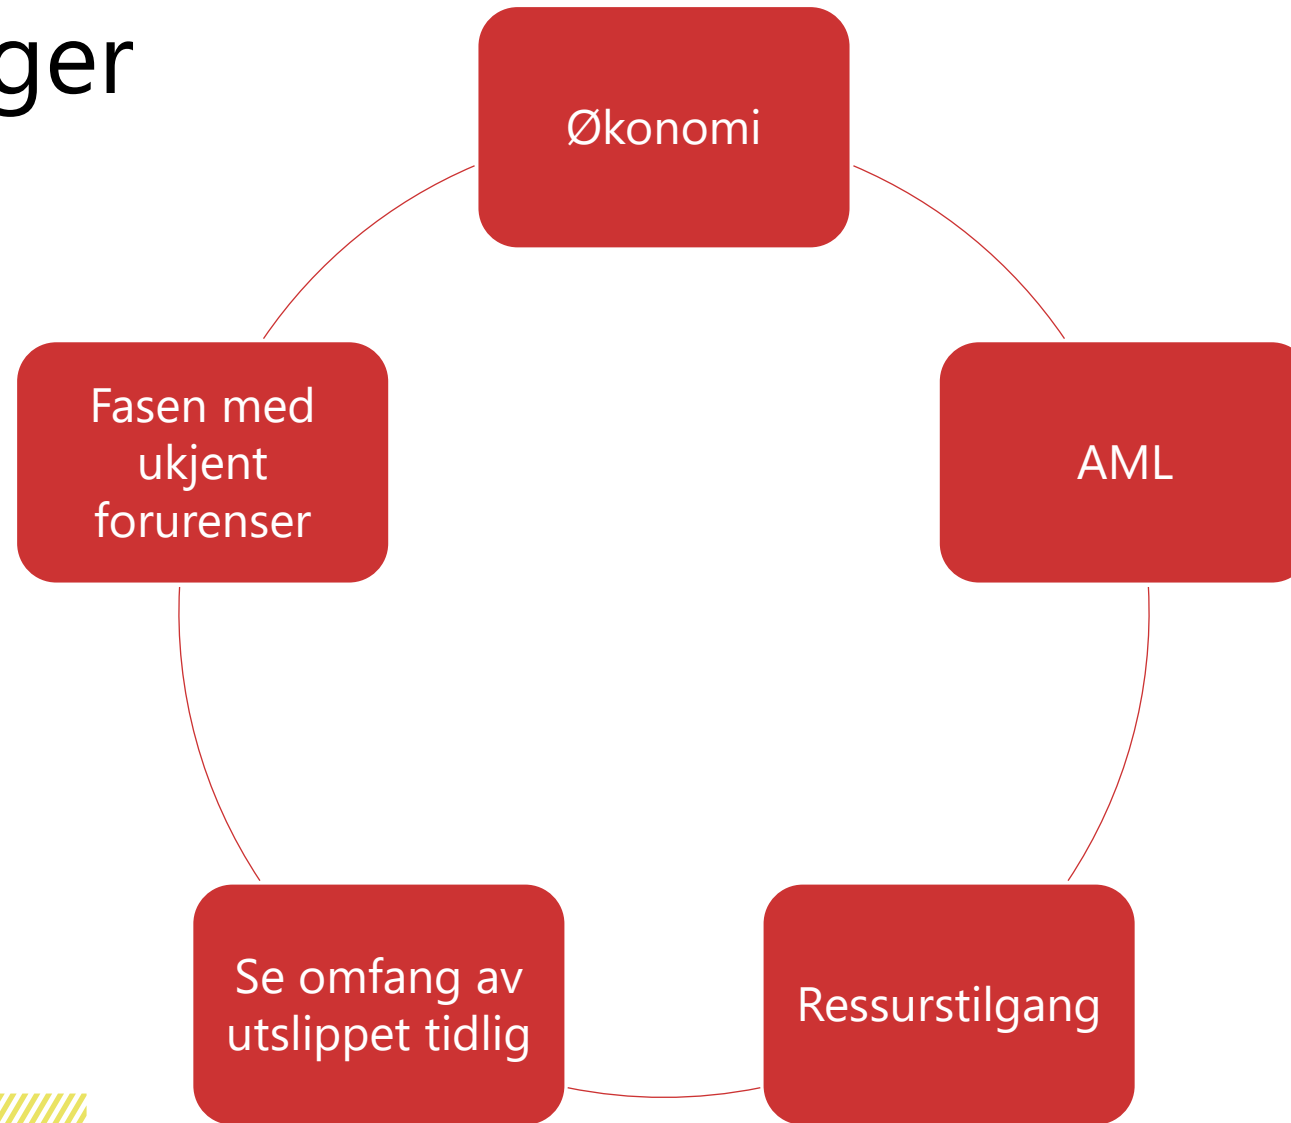 ger
Økonomi
AML
Ressurstilgang
Se omfang av
utslippet tidlig
Fasen med
ukjent
forurenser